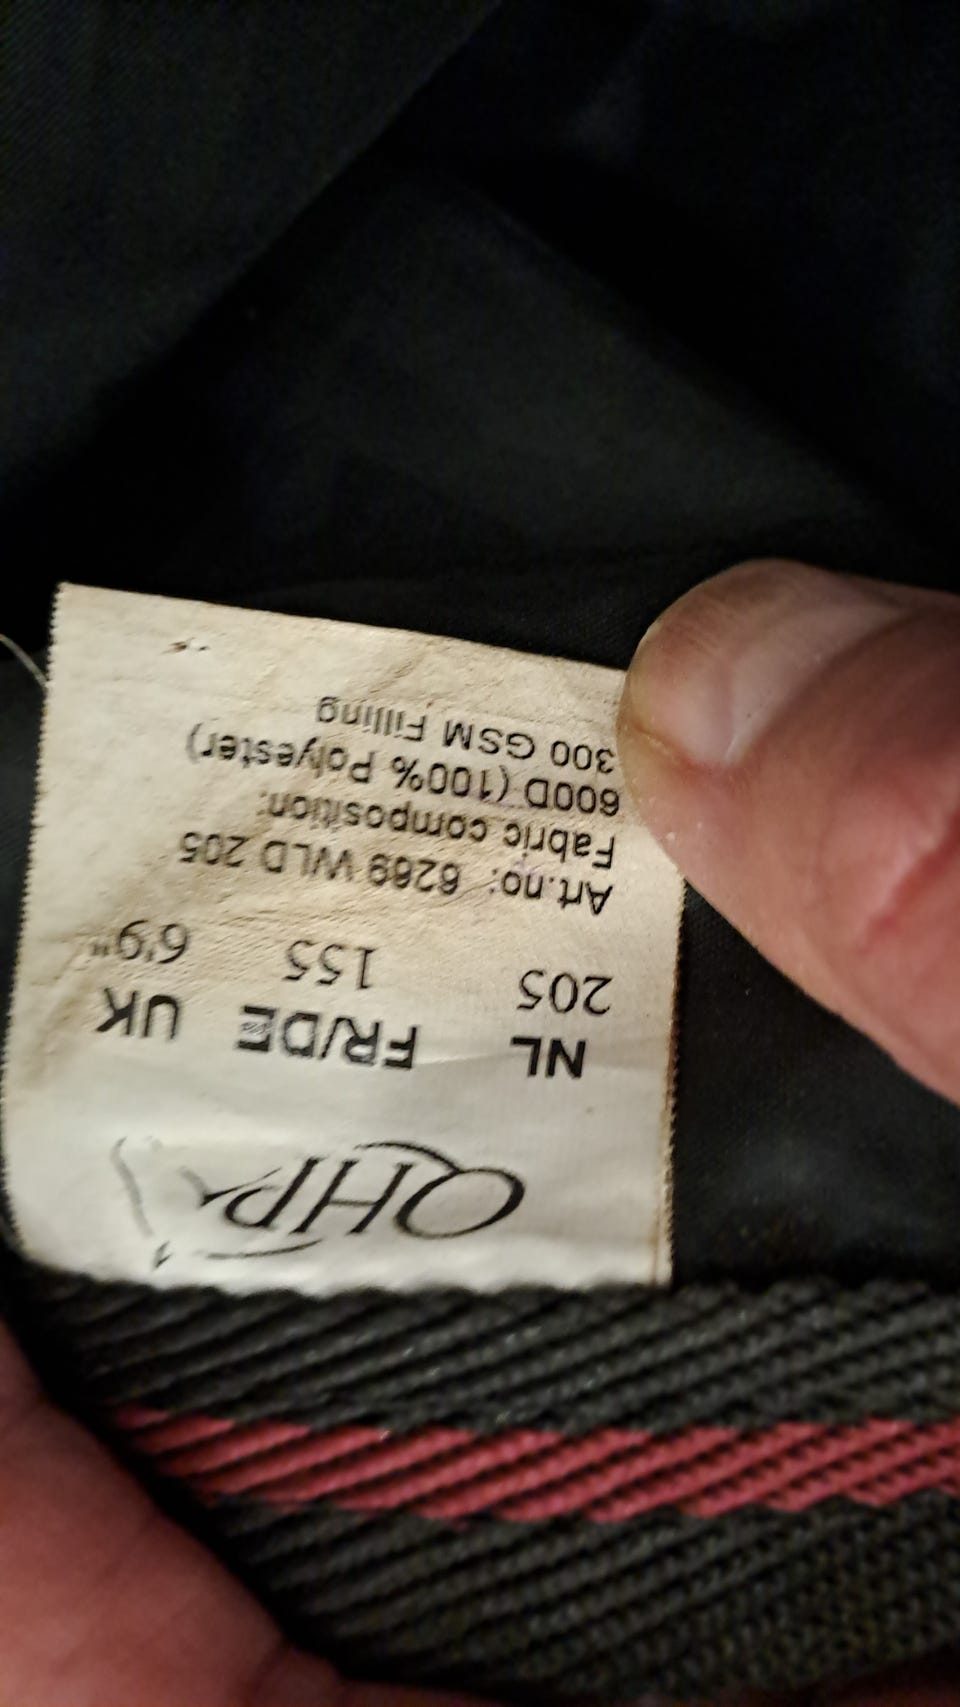 QHP
NL FR/DE UK
205 155 6'9"
Art.no: 6269 WLD 205
Fabric composition:
600D (100% Polyester)
300 GSM Filling